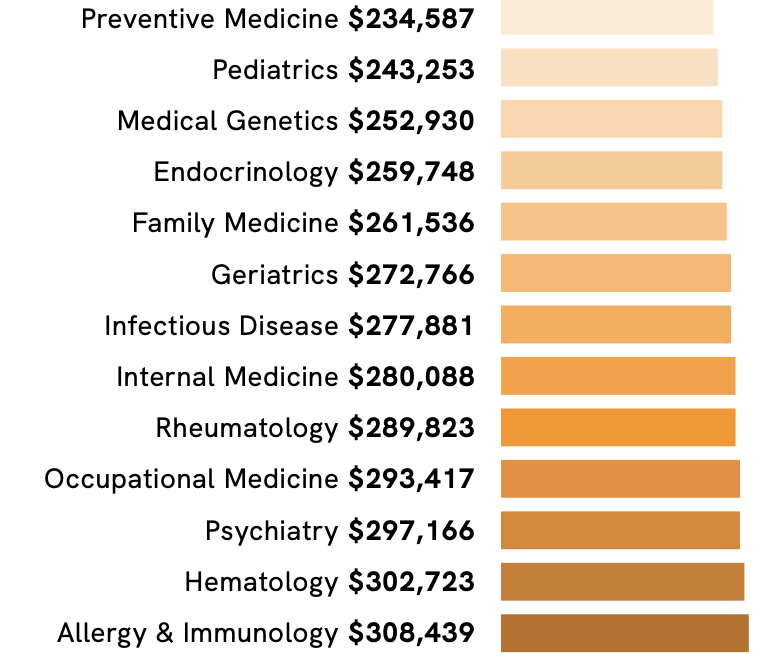 Preventive Medicine $234,587
Pediatrics $243,253
Medical Genetics $252,930
Endocrinology $259,748
Family Medicine $261,536
Geriatrics $272,766
Infectious Disease $277,881
Internal Medicine $280,088
Rheumatology $289,823
Occupational Medicine $293,417
Psychiatry $297,166
Hematology $302,723
Allergy & Immunology $308,439